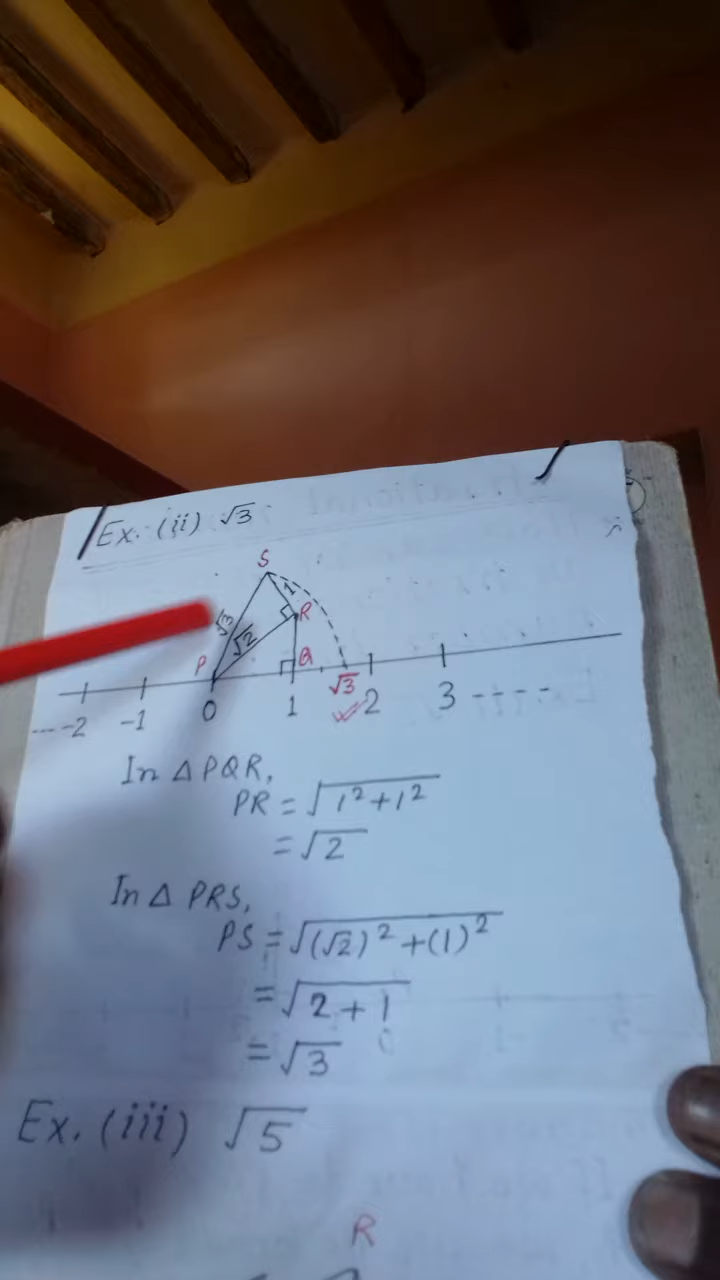 Ex. (ii) √3
S
1
R
√3
√2
P
Q
√3
--- -2 -1 0 1 2 3 ----
In △ PQR,
PR = √1² + 1²
= √2
In △ PRS,
PS = √(√2)² + (1)²
= √2 + 1
= √3
Ex. (iii) √5
R